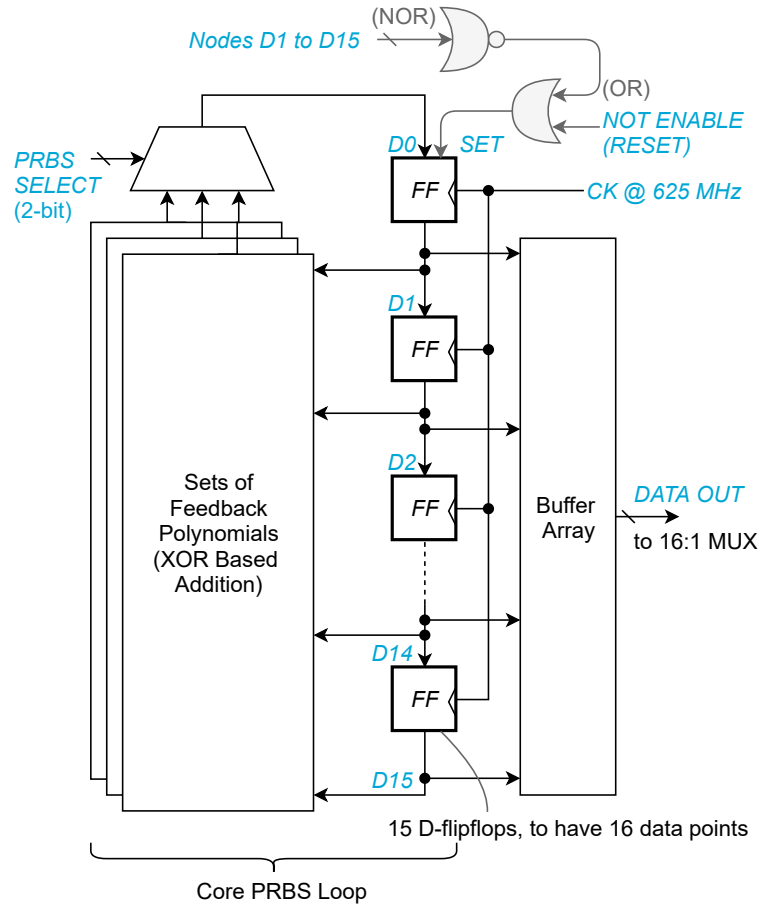 (NOR)
Nodes D1 to D15
(OR)
NOT ENABLE
(RESET)
PRBS
SELECT
(2-bit)
D0
SET
FF
CK @ 625 MHz
D1
FF
D2
FF
Sets of
Feedback
Polynomials
(XOR Based
Addition)
Buffer
Array
DATA OUT
to 16:1 MUX
D14
FF
D15
15 D-flipflops, to have 16 data points
Core PRBS Loop